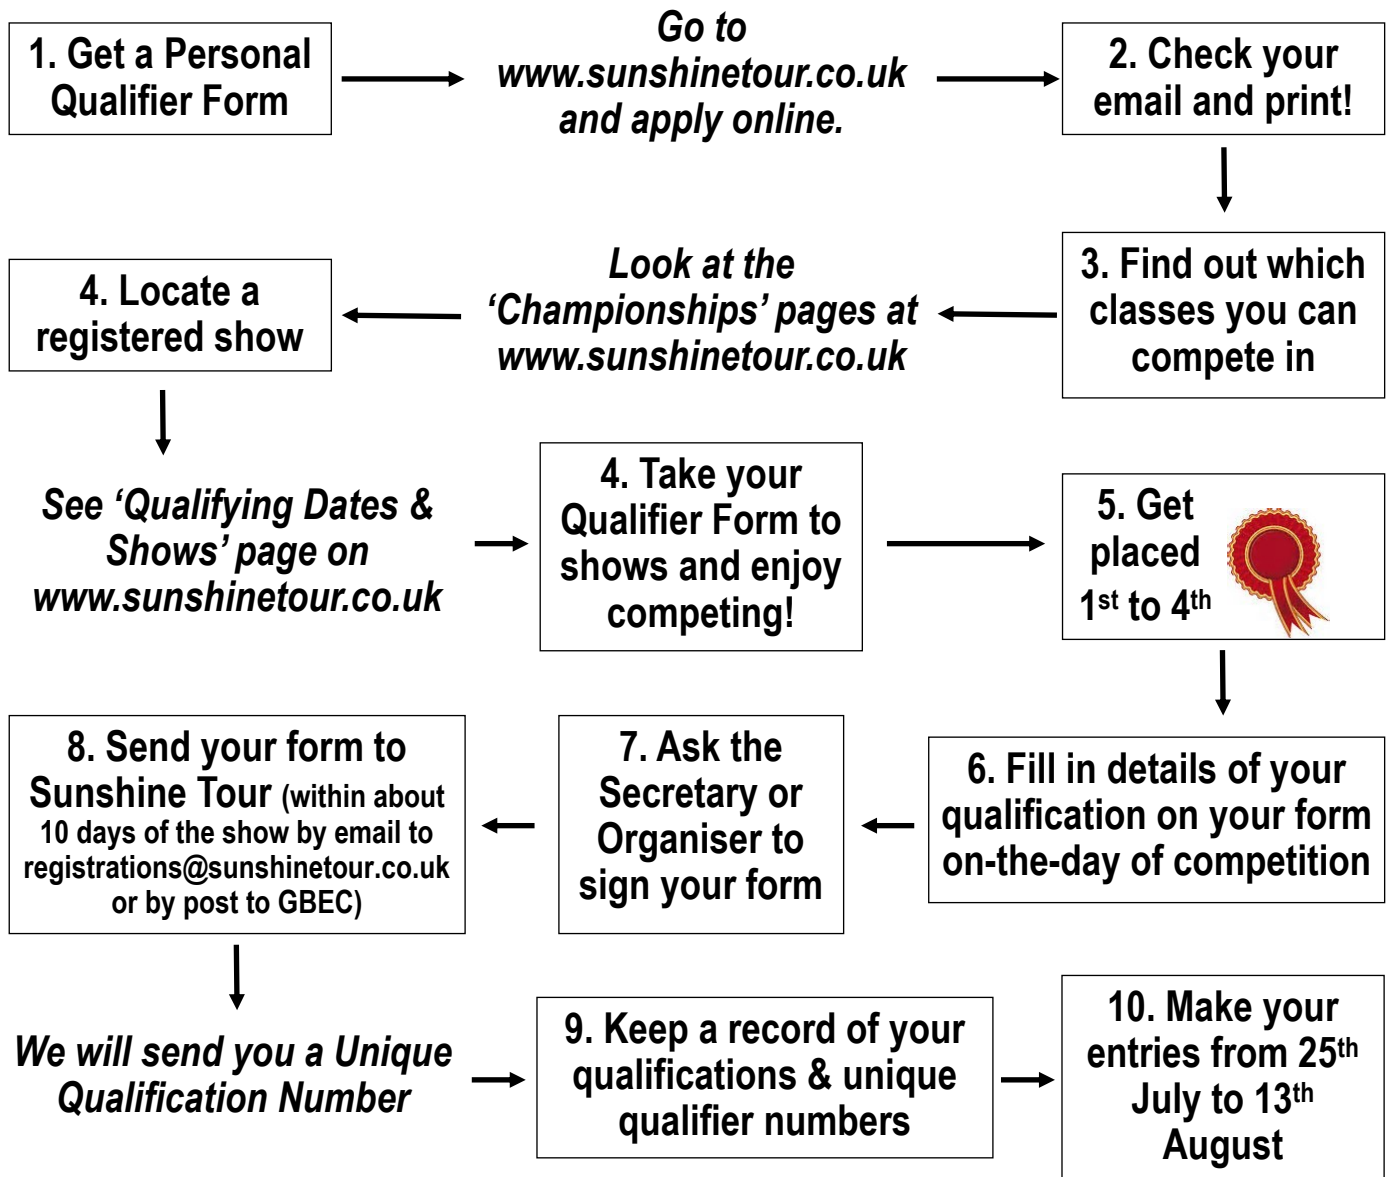 1. Get a Personal
Qualifier Form
Go to
www.sunshinetour.co.uk
and apply online.
2. Check your
email and print!
3. Find out which
classes you can
compete in
Look at the
‘Championships’ pages at
www.sunshinetour.co.uk
4. Locate a
registered show
See ‘Qualifying Dates &
Shows’ page on
www.sunshinetour.co.uk
4. Take your
Qualifier Form to
shows and enjoy
competing!
5. Get
placed
1st to 4th
6. Fill in details of your
qualification on your form
on-the-day of competition
7. Ask the
Secretary or
Organiser to
sign your form
8. Send your form to
Sunshine Tour (within about
10 days of the show by email to
registrations@sunshinetour.co.uk
or by post to GBEC)
We will send you a Unique
Qualification Number
9. Keep a record of your
qualifications & unique
qualifier numbers
10. Make your
entries from 25th
July to 13th
August